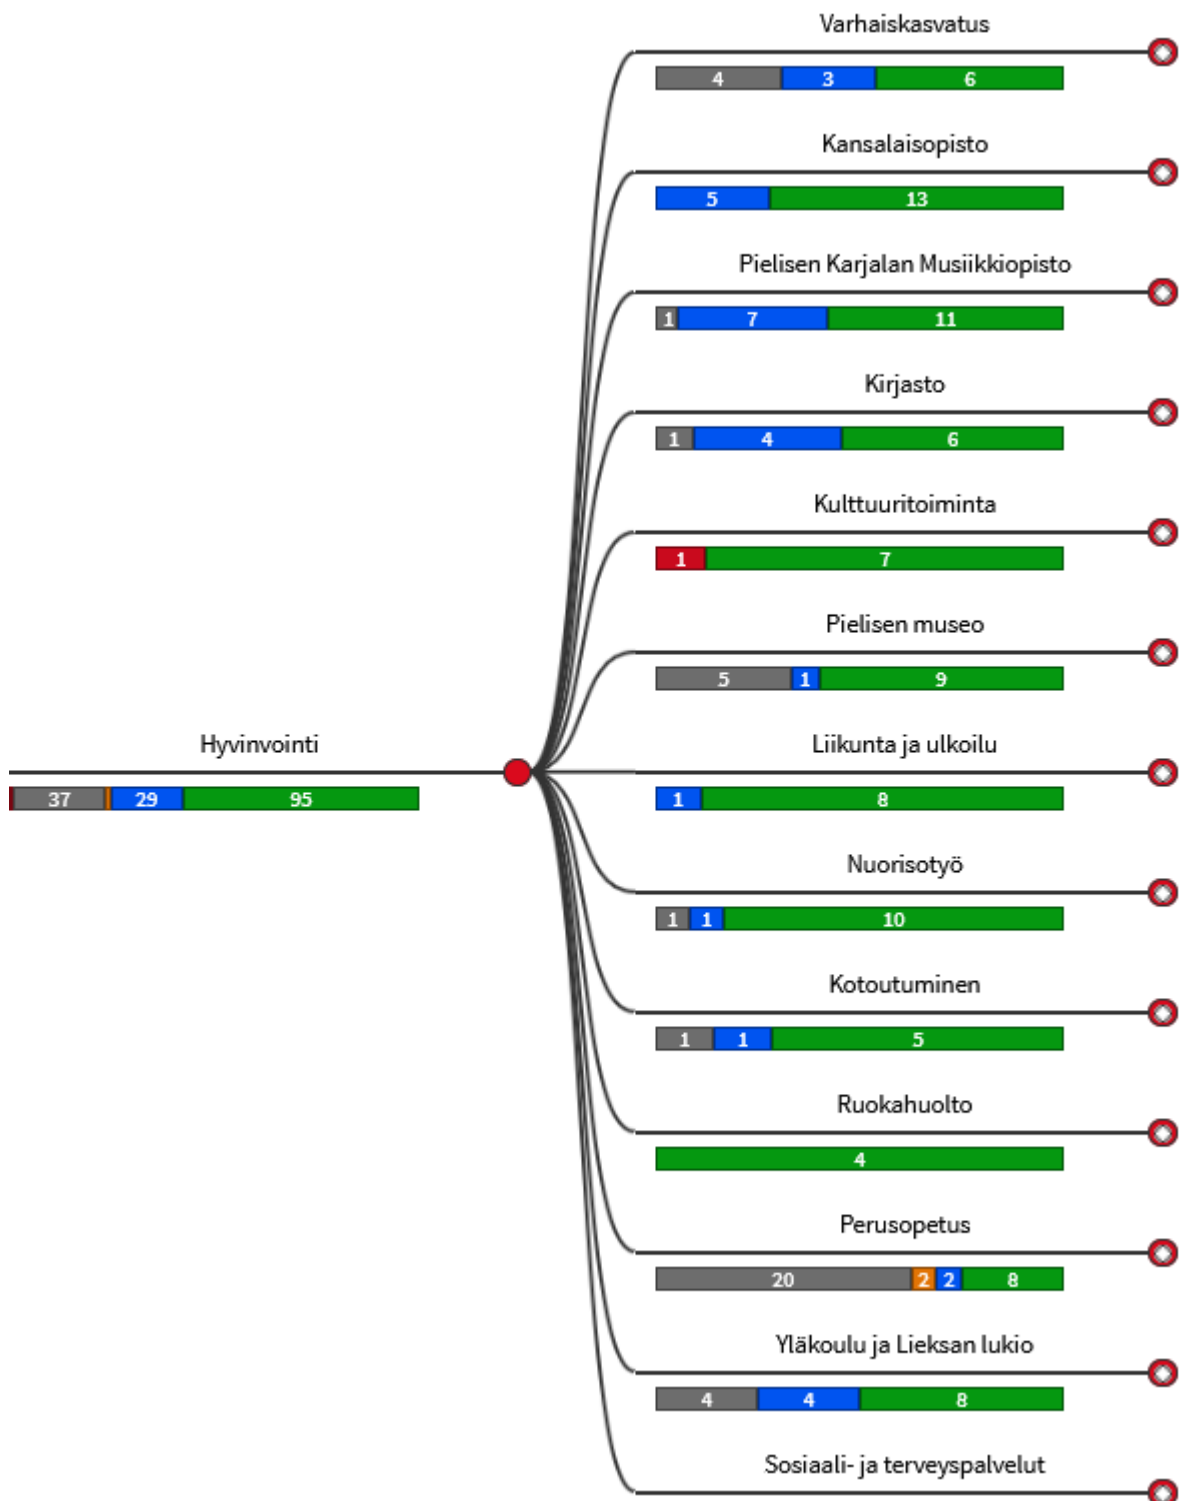 Varhaiskasvatus
4 3 6
Kansalaisopisto
5 13
Pielisen Karjalan Musiikkiopisto
1 7 11
Kirjasto
1 4 6
Kulttuuritoiminta
1 7
Pielisen museo
5 1 9
Hyvinvointi
37 29 95
Liikunta ja ulkoilu
1 8
Nuorisotyö
1 1 10
Kotoutuminen
1 1 5
Ruokahuolto
4
Perusopetus
20 2 2 8
Yläkoulu ja Lieksan lukio
4 4 8
Sosiaali- ja terveyspalvelut